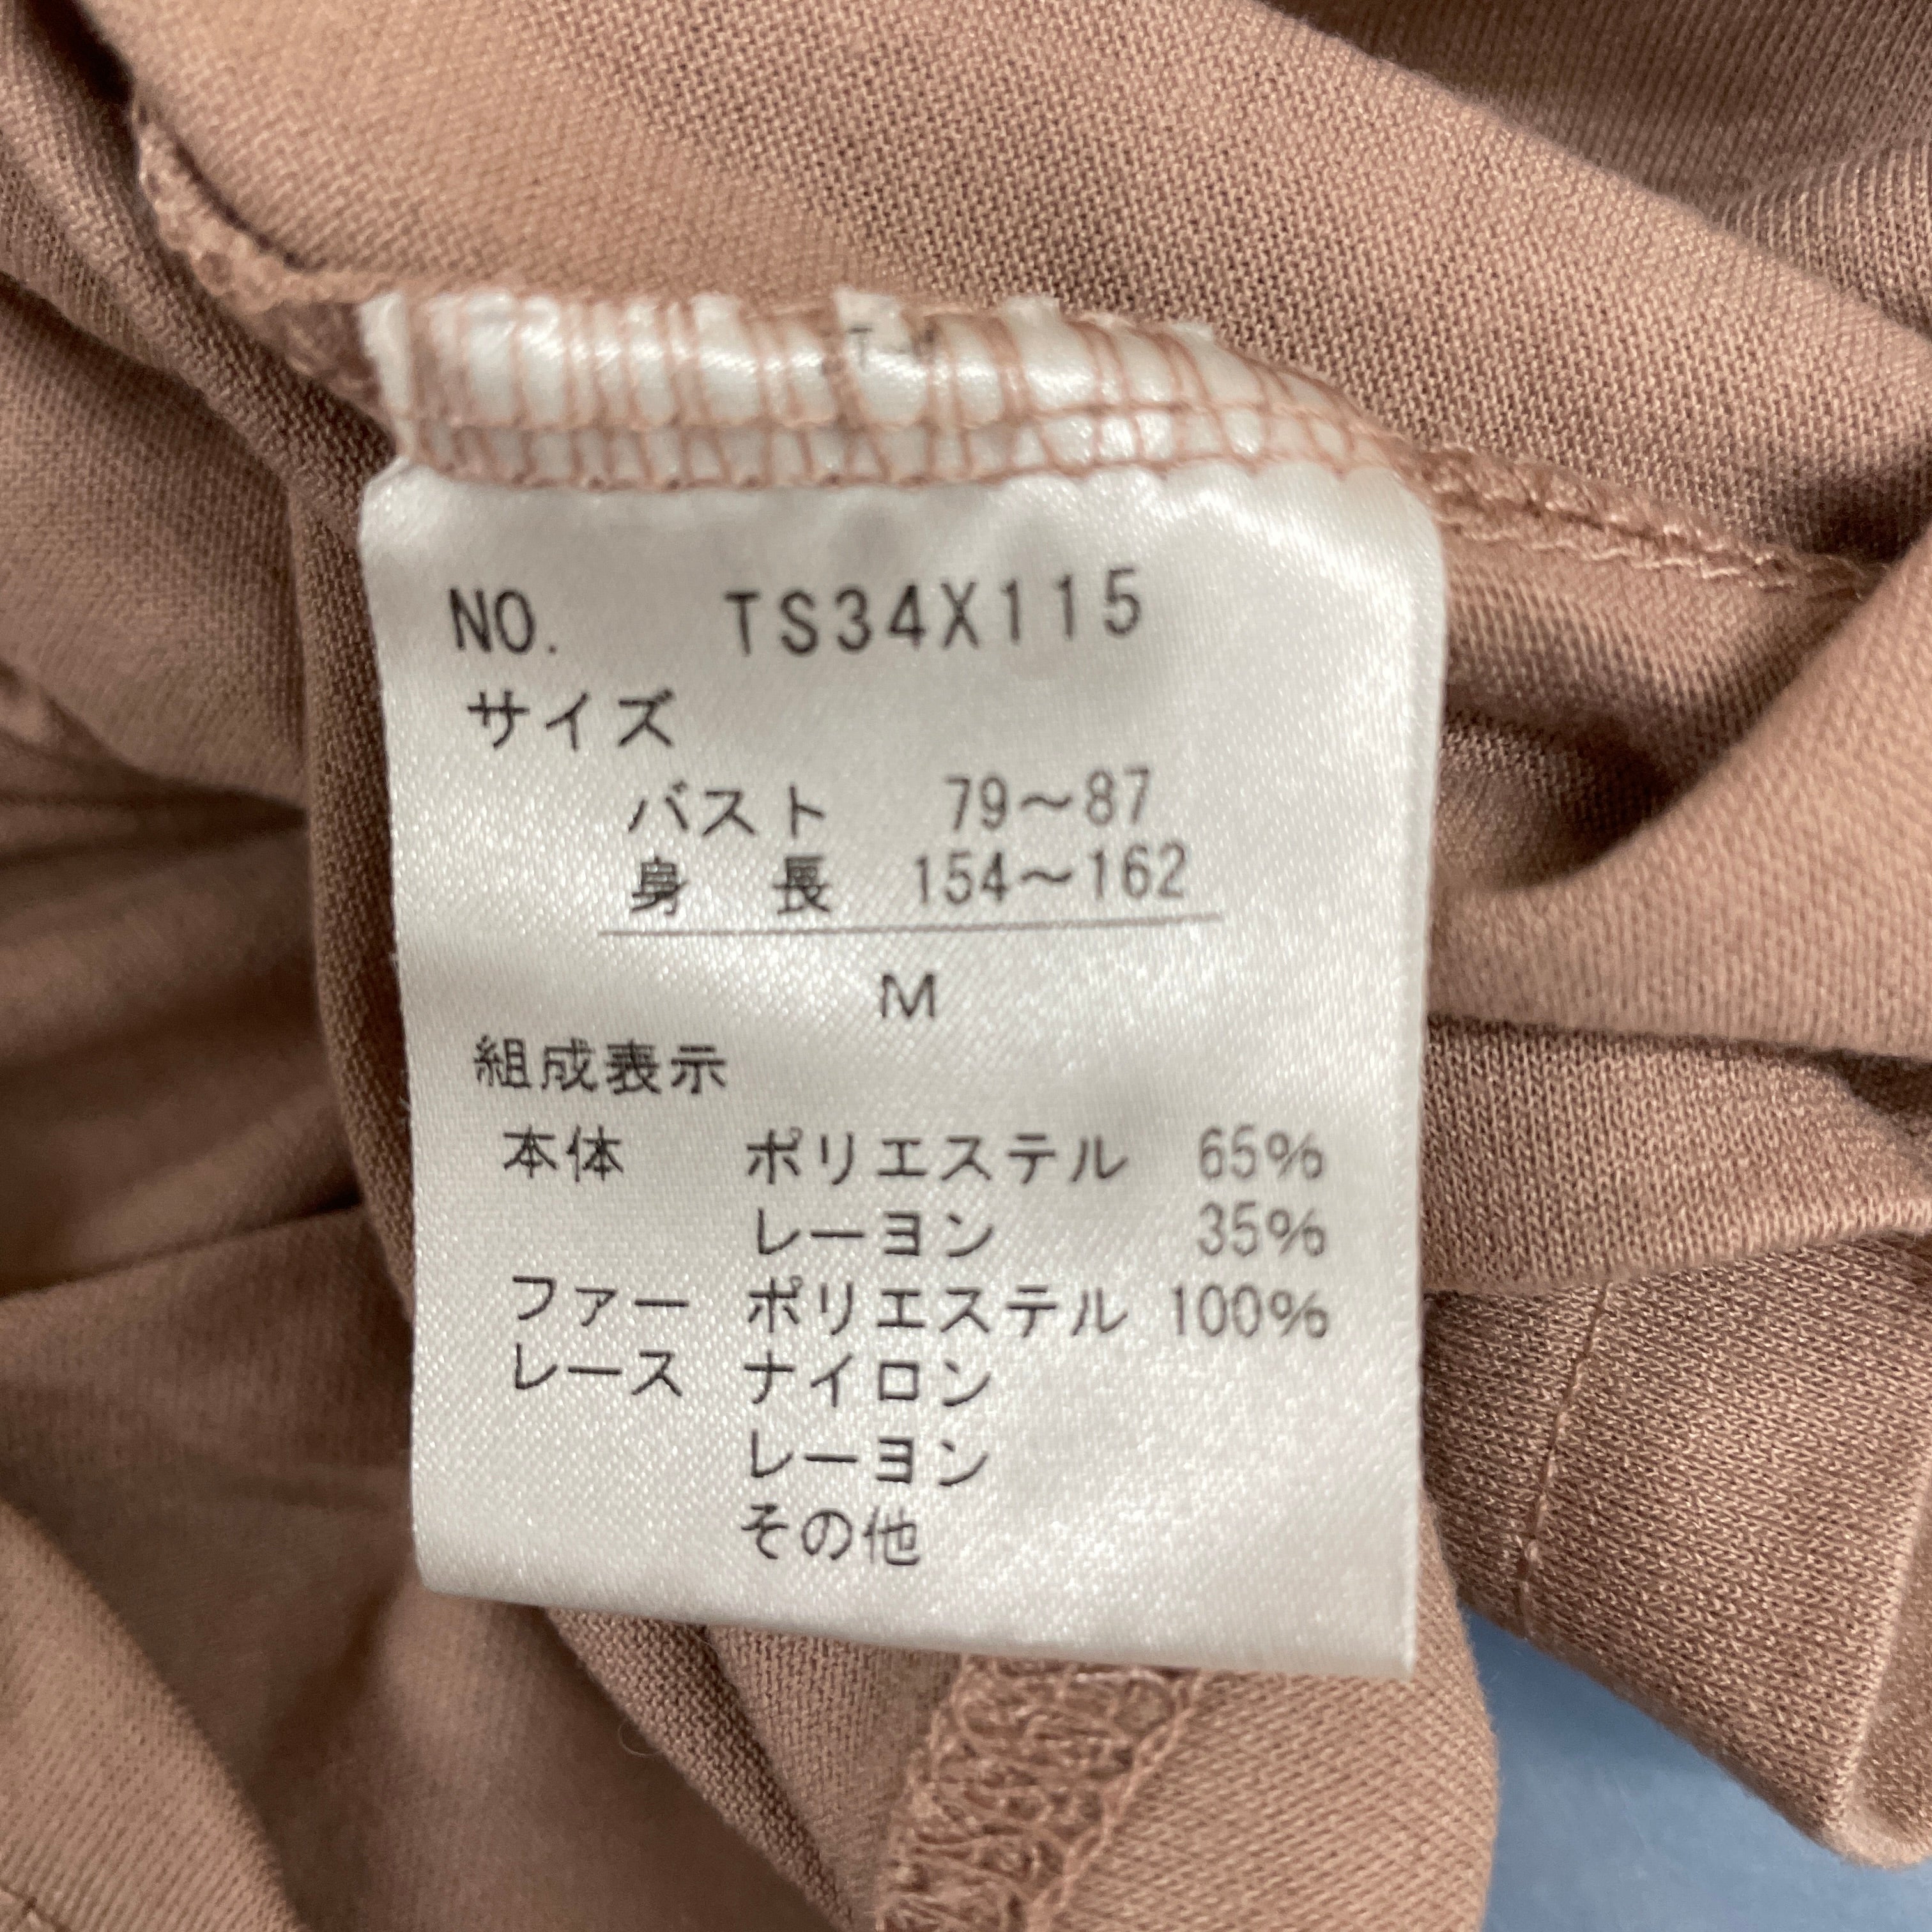 NO. TS34X115
サイズ
バスト 79～87
身長 154～162
M
組成表示
本体 ポリエステル 65%
レーヨン 35%
ファー ポリエステル 100%
レース ナイロン
レーヨン
その他